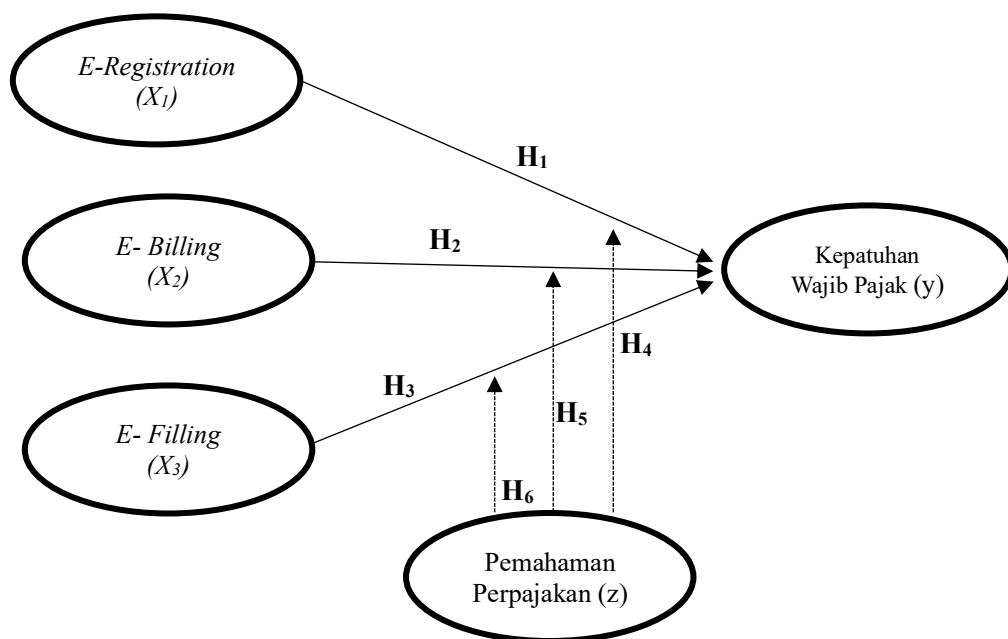 E-Registration
(X₁)
H₁
E- Billing
(X₂)
H₂
Kepatuhan
Wajib Pajak (y)
H₄
H₃
H₅
E- Filling
(X₃)
H₆
Pemahaman
Perpajakan (z)